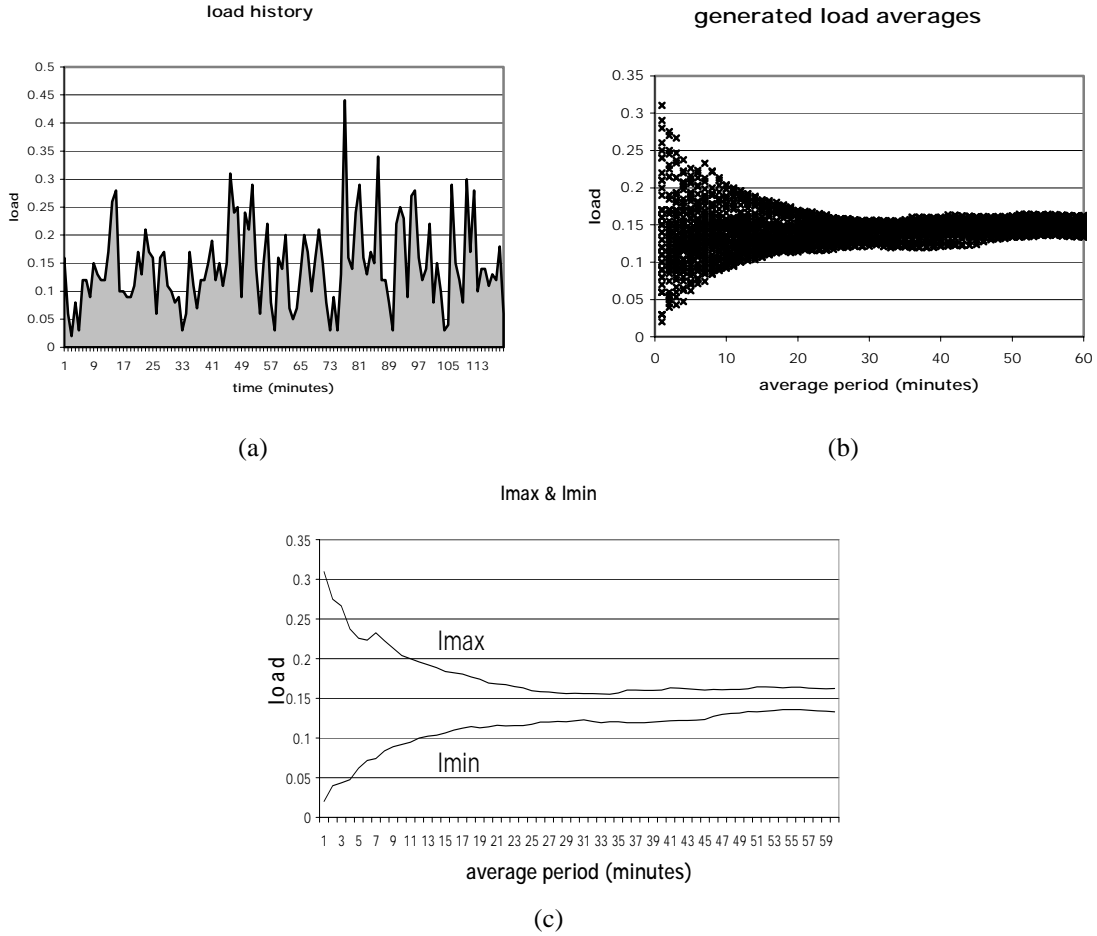 load history
0.5
0.45
0.4
0.35
0.3
0.25
0.2
0.15
0.1
0.05
0
load
1 9 17 25 33 41 49 57 65 73 81 89 97 105 113
time (minutes)
(a)
generated load averages
0.35
0.3
0.25
0.2
0.15
0.1
0.05
0
load
0 10 20 30 40 50 60
average period (minutes)
(b)
lmax & lmin
0.35
0.3
0.25
0.2
0.15
0.1
0.05
0
load
lmax
lmin
1 3 5 7 9 11 13 15 17 19 21 23 25 27 29 31 33 35 37 39 41 43 45 47 49 51 53 55 57 59
average period (minutes)
(c)